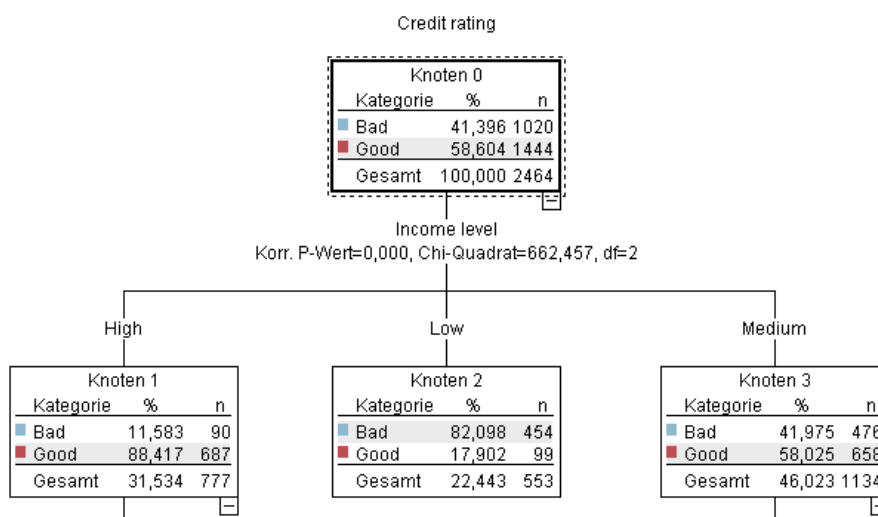 Credit rating
Knoten 0
Kategorie % n
Bad 41,396 1020
Good 58,604 1444
Gesamt 100,000 2464
Income level
Korr. P-Wert=0,000, Chi-Quadrat=662,457, df=2
High Low Medium
Knoten 1
Kategorie % n
Bad 11,583 90
Good 88,417 687
Gesamt 31,534 777
Knoten 2
Kategorie % n
Bad 82,098 454
Good 17,902 99
Gesamt 22,443 553
Knoten 3
Kategorie % n
Bad 41,975 476
Good 58,025 658
Gesamt 46,023 1134